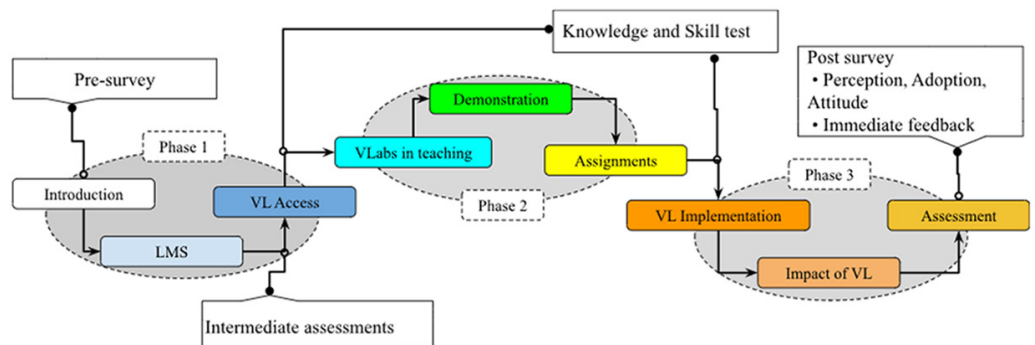 Pre-survey
Phase 1
Introduction
LMS
VL Access
Intermediate assessments
Knowledge and Skill test
Demonstration
VLabs in teaching
Assignments
Phase 2
Post survey
• Perception, Adoption,
Attitude
• Immediate feedback
Phase 3
VL Implementation
Impact of VL
Assessment